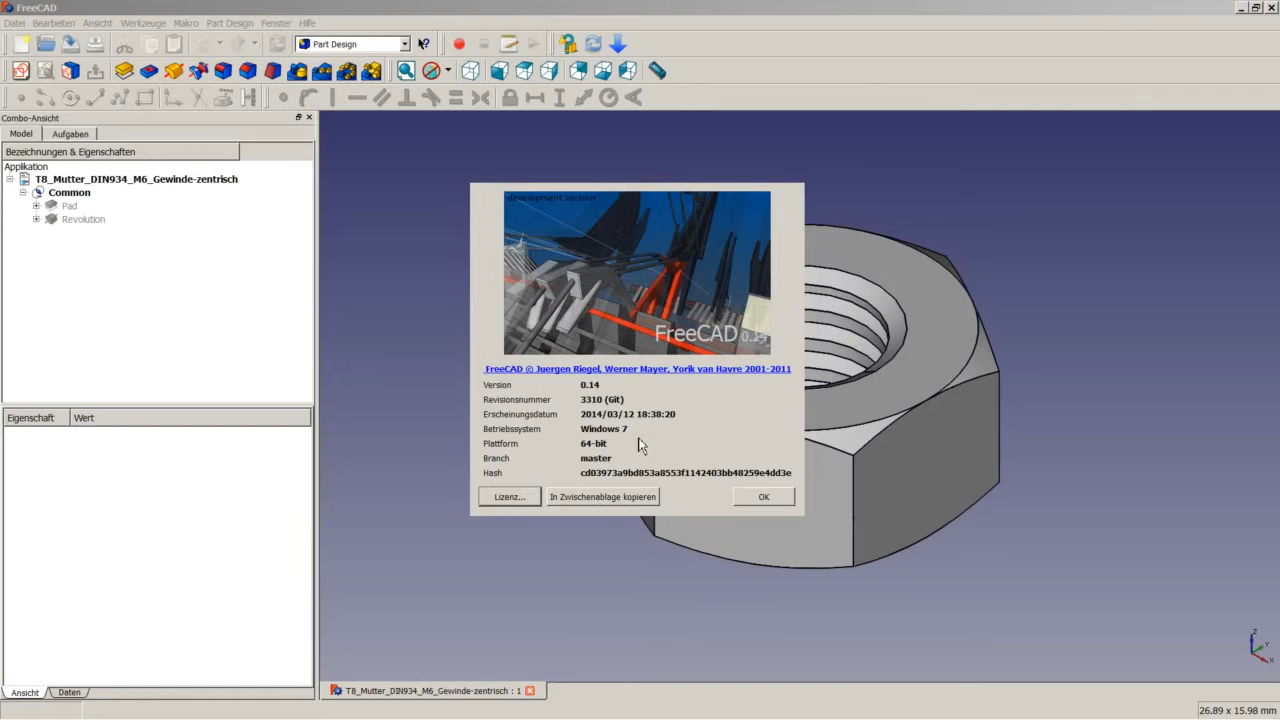 FreeCAD
Datei Bearbeiten Ansicht Werkzeuge Makro Part Design Fenster Hilfe
Part Design
Combo-Ansicht
Model Aufgaben
Bezeichnungen & Eigenschaften
Applikation
T8_Mutter_DIN934_M6_Gewinde-zentrisch
Common
Pad
Revolution
Eigenschaft Wert
Ansicht Daten
development version
FreeCAD 0.14
FreeCAD © Juergen Riegel, Werner Mayer, Yorik van Havre 2001-2011
Version 0.14
Revisionsnummer 3310 (Git)
Erscheinungsdatum 2014/03/12 18:38:20
Betriebssystem Windows 7
Plattform 64-bit
Branch master
Hash cd03973a9bd853a8553f1142403bb48259e4dd3e
Lizenz... In Zwischenablage kopieren OK
Z
Y
X
T8_Mutter_DIN934_M6_Gewinde-zentrisch : 1
26.89 x 15.98 mm